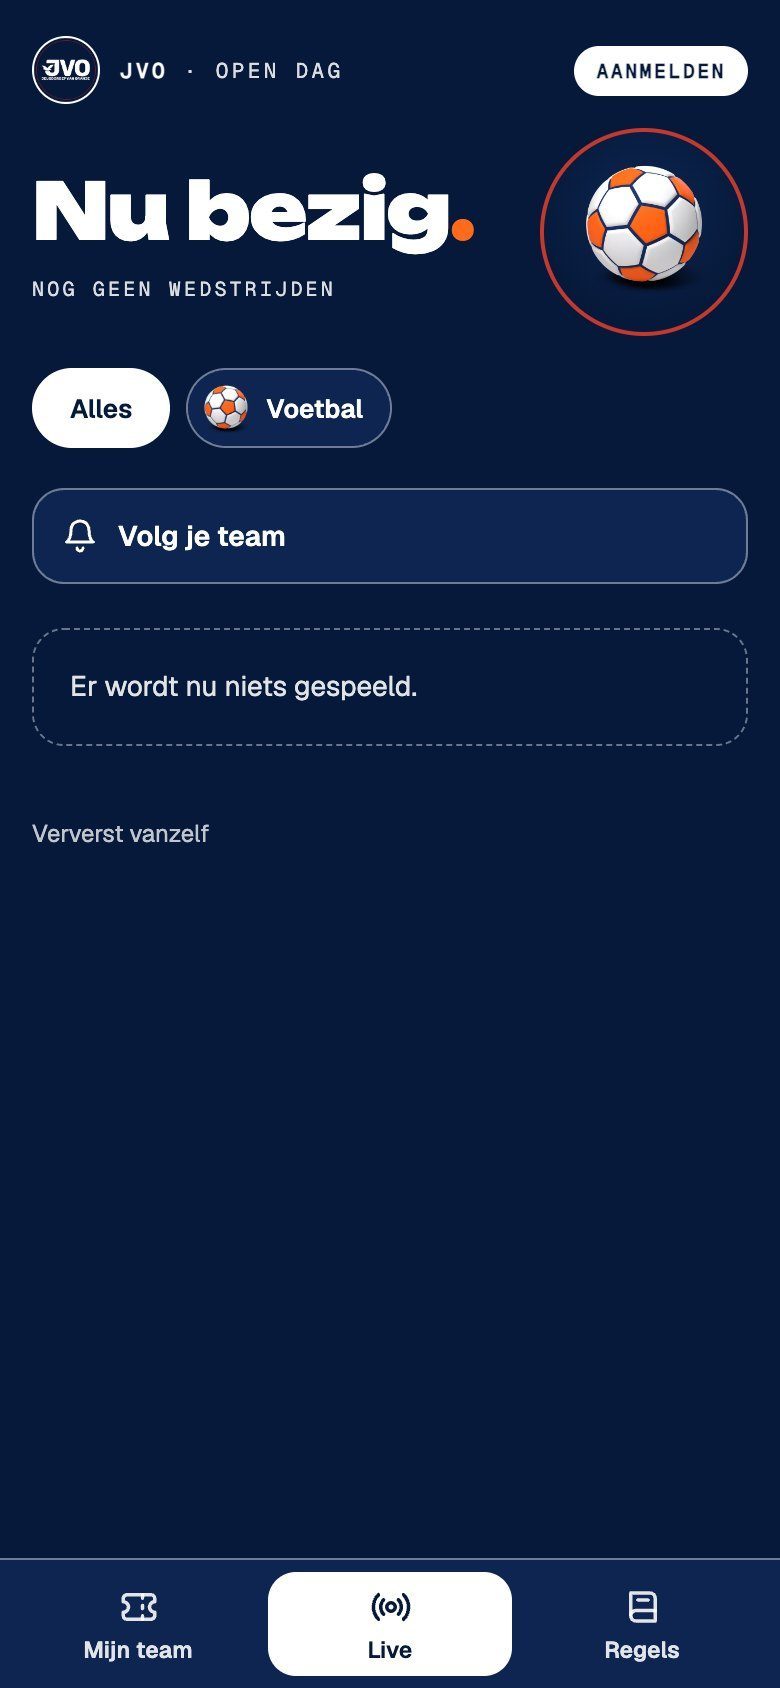 JVO
JVO · OPEN DAG
AANMELDEN
Nu bezig.
NOG GEEN WEDSTRIJDEN
Alles
Voetbal
Volg je team
Er wordt nu niets gespeeld.
Ververst vanzelf
Mijn team
Live
Regels